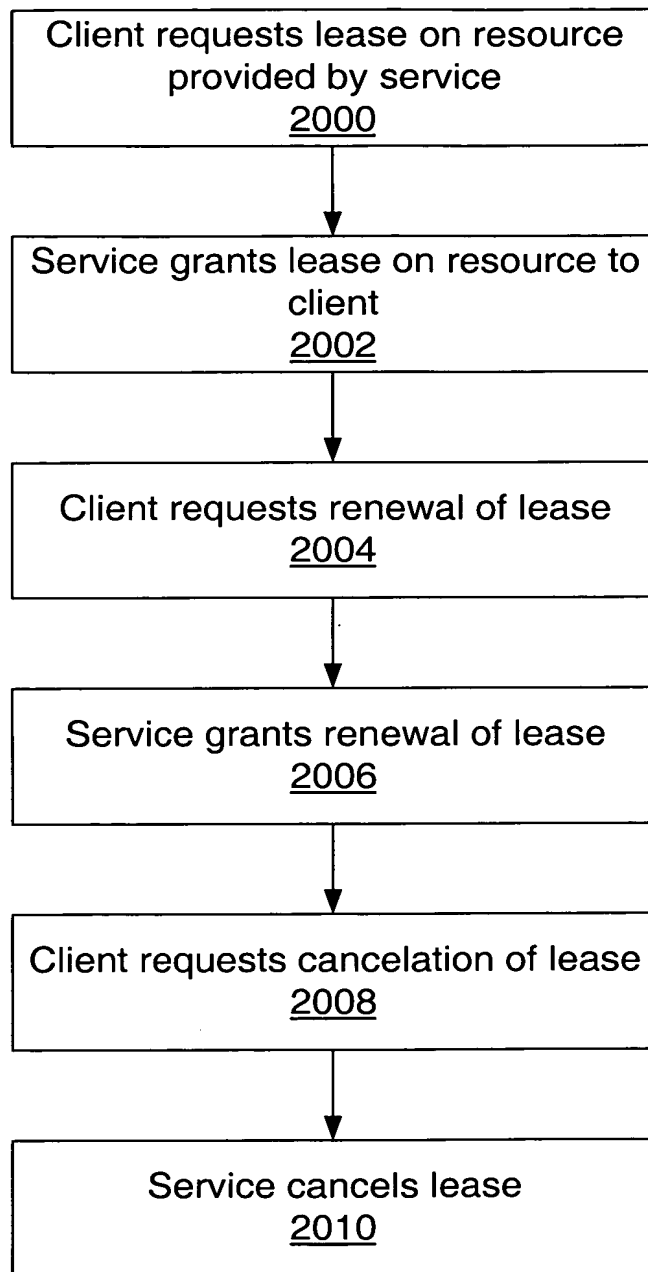 Client requests lease on resource
provided by service
2000
Service grants lease on resource to
client
2002
Client requests renewal of lease
2004
Service grants renewal of lease
2006
Client requests cancelation of lease
2008
Service cancels lease
2010